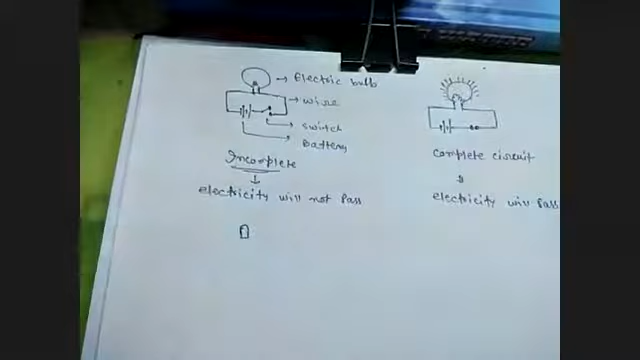 Electric bulb
wire
switch
Battery
Incomplete
electricity will not Pass
complete circuit
electricity will Pass